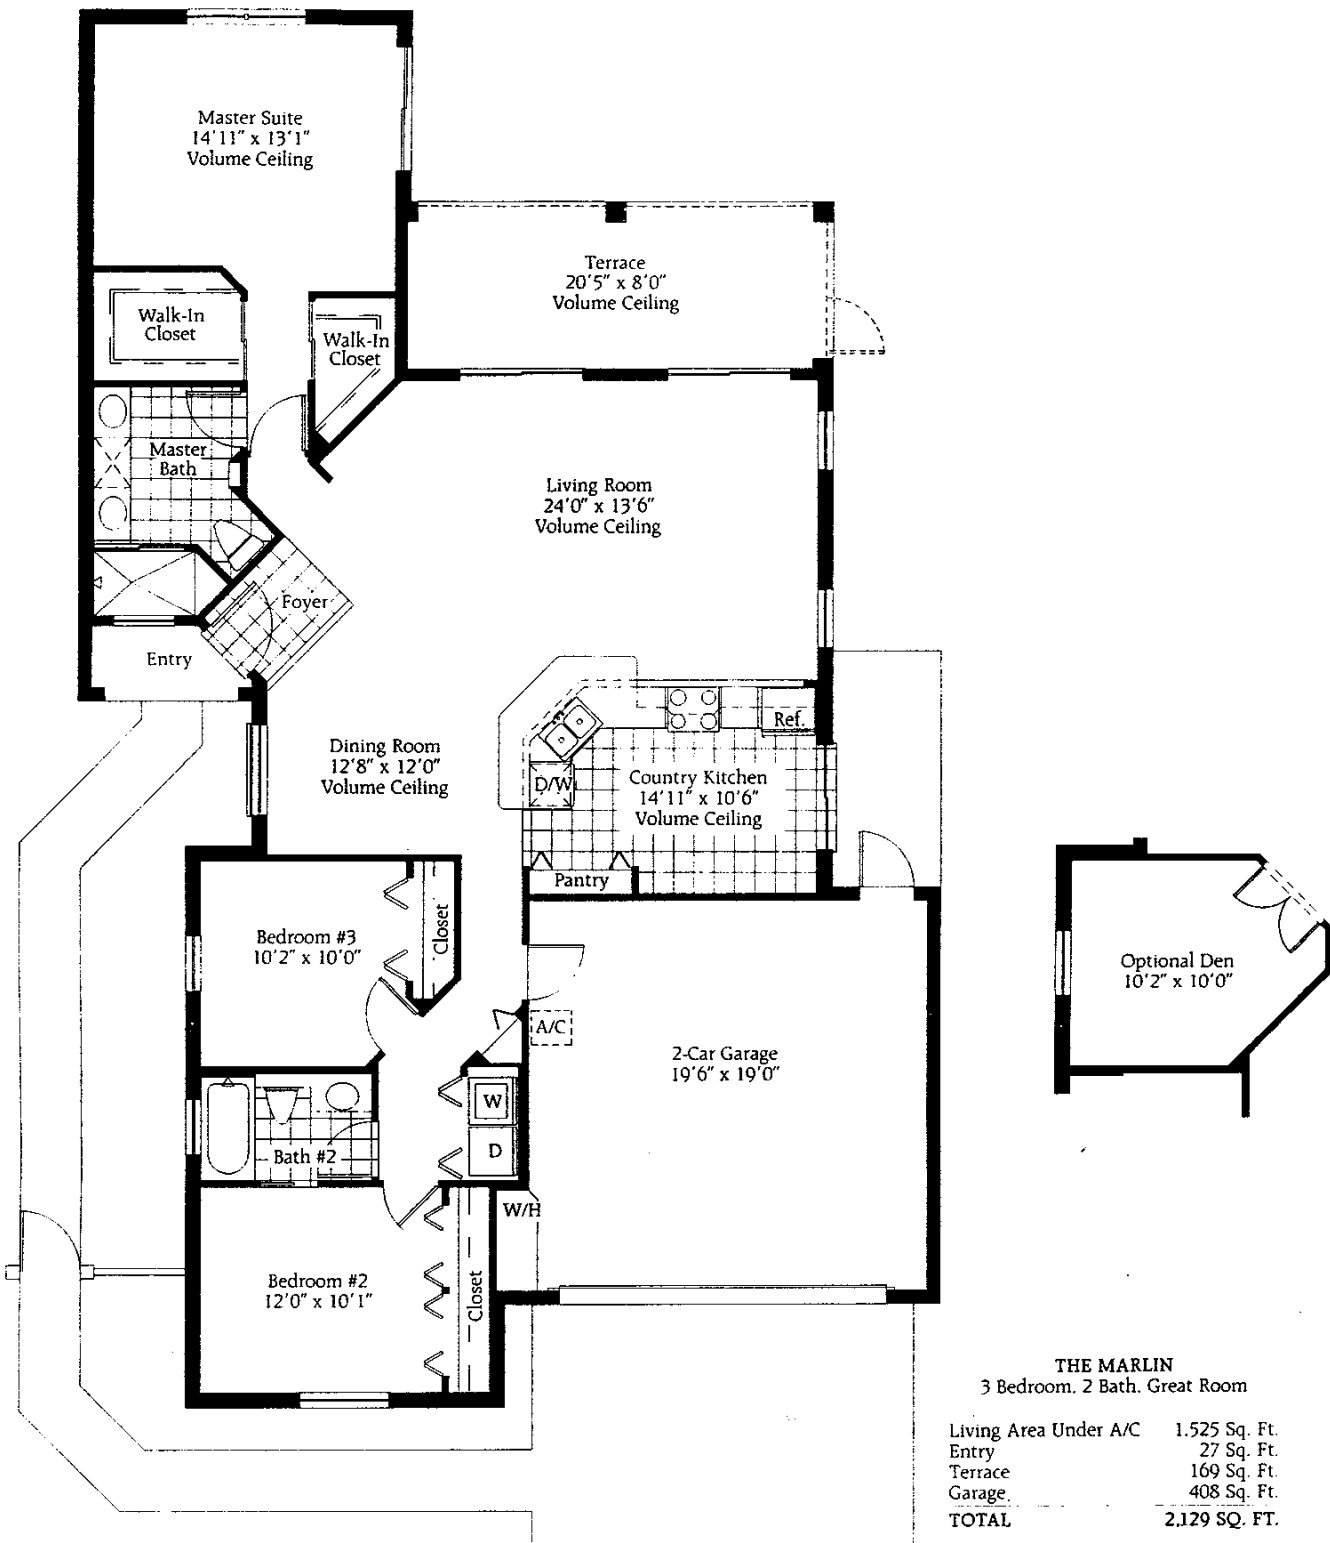 Master Suite
14'11" x 13'1"
Volume Ceiling
Terrace
20'5" x 8'0"
Volume Ceiling
Walk-In
Closet
Walk-In
Closet
Master
Bath
Living Room
24'0" x 13'6"
Volume Ceiling
Foyer
Entry
Ref.
Dining Room
12'8" x 12'0"
Volume Ceiling
D/W
Country Kitchen
14'11" x 10'6"
Volume Ceiling
Pantry
Bedroom #3
10'2" x 10'0"
Closet
Optional Den
10'2" x 10'0"
A/C
2-Car Garage
19'6" x 19'0"
W
D
Bath #2
W/H
Bedroom #2
12'0" x 10'1"
Closet
THE MARLIN
3 Bedroom. 2 Bath. Great Room
Living Area Under A/C 1.525 Sq. Ft.
Entry 27 Sq. Ft.
Terrace 169 Sq. Ft.
Garage 408 Sq. Ft.
TOTAL 2,129 SQ. FT.